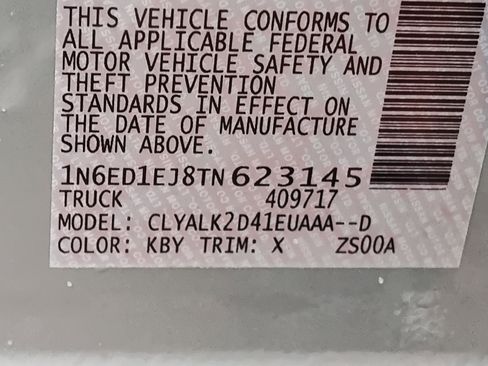 THIS VEHICLE CONFORMS TO
ALL APPLICABLE FEDERAL
MOTOR VEHICLE SAFETY AND
THEFT PREVENTION
STANDARDS IN EFFECT ON
THE DATE OF MANUFACTURE
SHOWN ABOVE.
1N6ED1EJ8TN623145
TRUCK 409717
MODEL: CLYALK2D41EUAAA--D
COLOR: KBY TRIM: X ZS00A